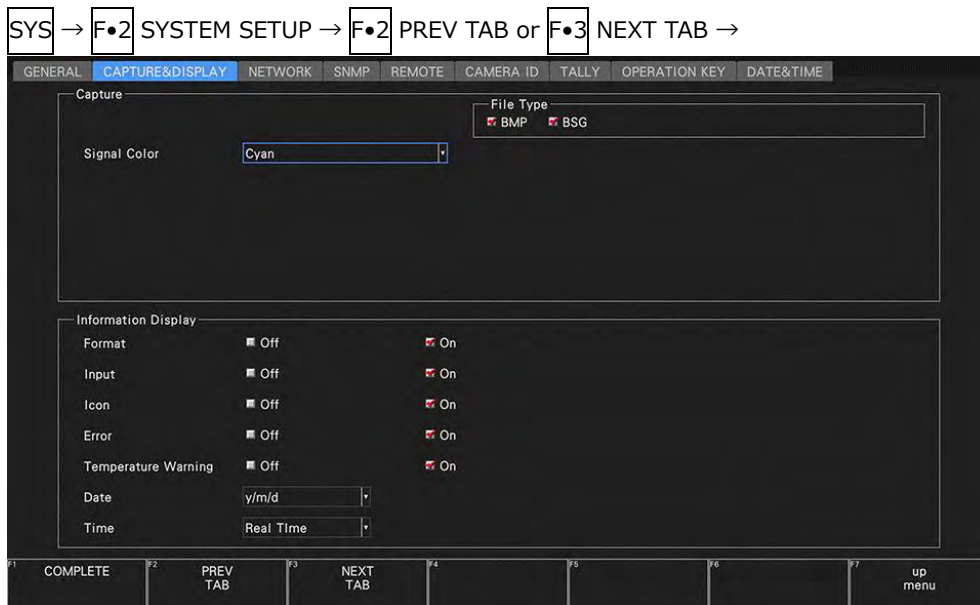 SYS → F•2 SYSTEM SETUP → F•2 PREV TAB or F•3 NEXT TAB →
GENERAL CAPTURE&DISPLAY NETWORK SNMP REMOTE CAMERA ID TALLY OPERATION KEY DATE&TIME
Capture
File Type
BMP BSG
Signal Color Cyan
Information Display
Format Off On
Input Off On
Icon Off On
Error Off On
Temperature Warning Off On
Date y/m/d
Time Real TIme
F1 COMPLETE F2 PREV TAB F3 NEXT TAB F4 F5 F6 F7 up menu